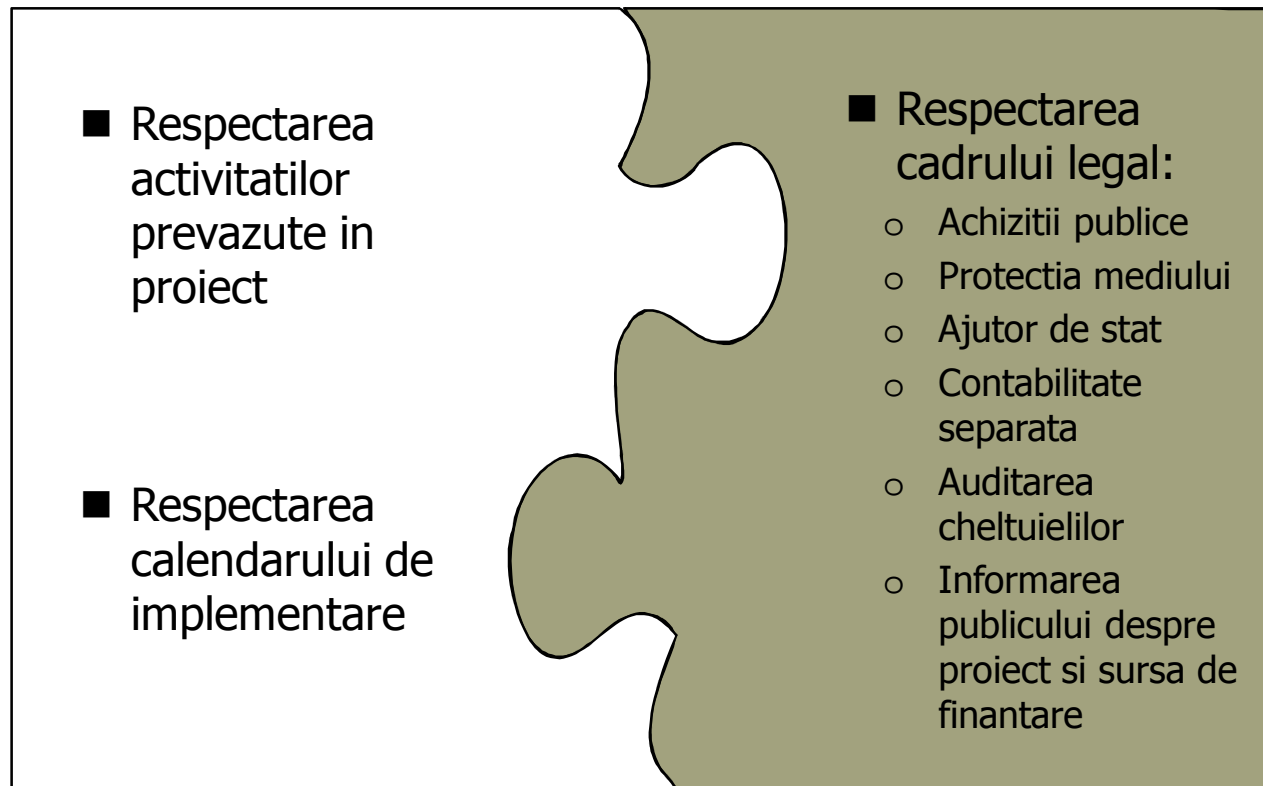 ■ Respectarea
activitatilor
prevazute in
proiect
■ Respectarea
calendarului de
implementare
■ Respectarea
cadrului legal:
o Achizitii publice
o Protectia mediului
o Ajutor de stat
o Contabilitate
separata
o Auditarea
cheltuielilor
o Informarea
publicului despre
proiect si sursa de
finantare